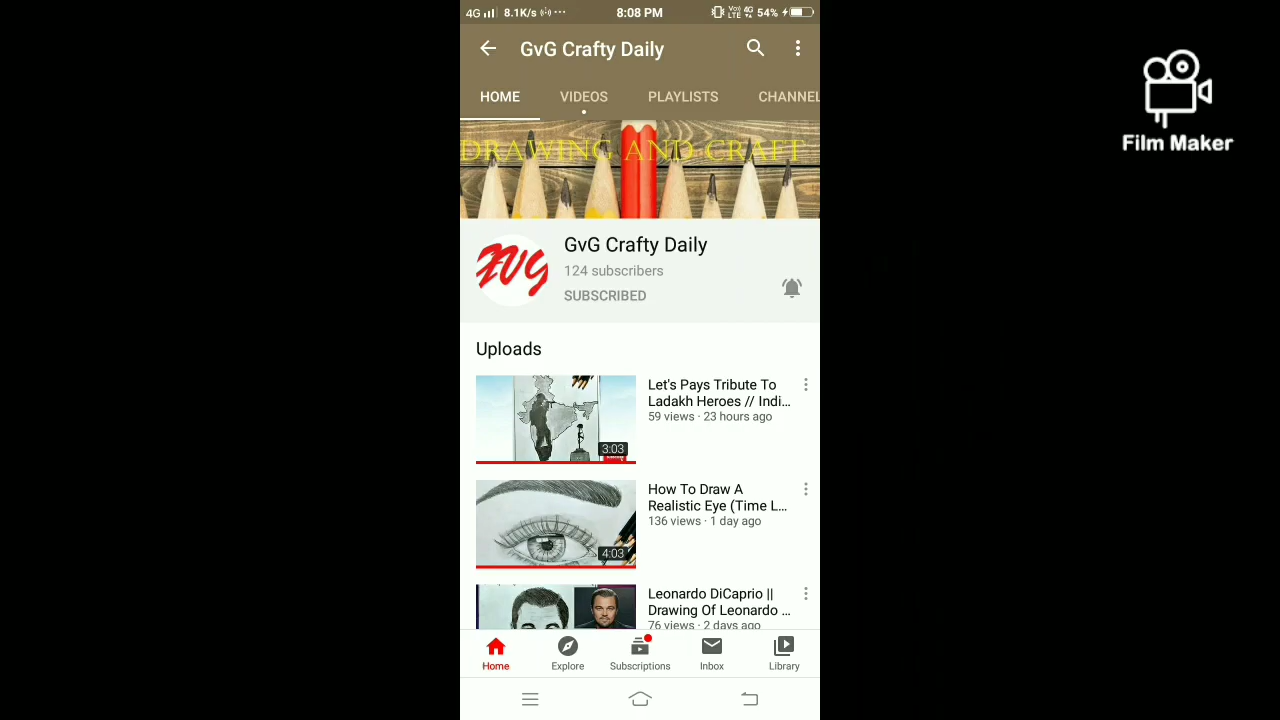 4G 8.1K/s ... 8:08 PM VoLTE 4G 54%
GvG Crafty Daily
HOME VIDEOS PLAYLISTS CHANNEL
DRAWING AND CRAFT
Film Maker
GvG Crafty Daily
124 subscribers
SUBSCRIBED
Uploads
Let's Pays Tribute To
Ladakh Heroes // Indi...
59 views · 23 hours ago
3:03
How To Draw A
Realistic Eye (Time L...
136 views · 1 day ago
4:03
Leonardo DiCaprio ||
Drawing Of Leonardo ...
76 views · 2 days ago
Home Explore Subscriptions Inbox Library